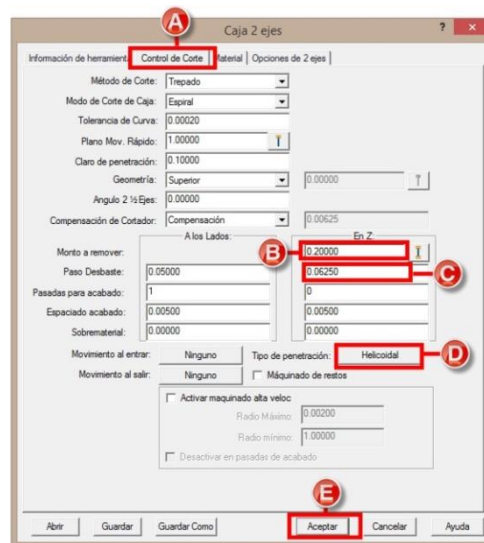 A
Caja 2 ejes ? ×
Información de herramient. Control de Corte Material Opciones de 2 ejes
Método de Corte: Trepado
Modo de Corte de Caja: Espiral
Tolerancia de Curva: 0.00020
Plano Mov. Rápido: 1.00000
Claro de penetración: 0.10000
Geometría: Superior 0.00000
Angulo 2 ½ Ejes: 0.00000
Compensación de Cortador: Compensación 0.00625
A los Lados: En Z:
Monto a remover: B 0.20000
Paso Desbaste: 0.05000 0.06250 C
Pasadas para acabado: 1 0
Espaciado acabado: 0.00500 0.00500
Sobrematerial: 0.00000 0.00000
Movimiento al entrar: Ninguno Tipo de penetración: Helicoidal D
Movimiento al salir: Ninguno Máquinado de restos
Activar maquinado alta veloc
Radio Máximo: 0.00200
Radio mínimo: 1.00000
Desactivar en pasadas de acabado
E
Abrir Guardar Guardar Como Aceptar Cancelar Ayuda